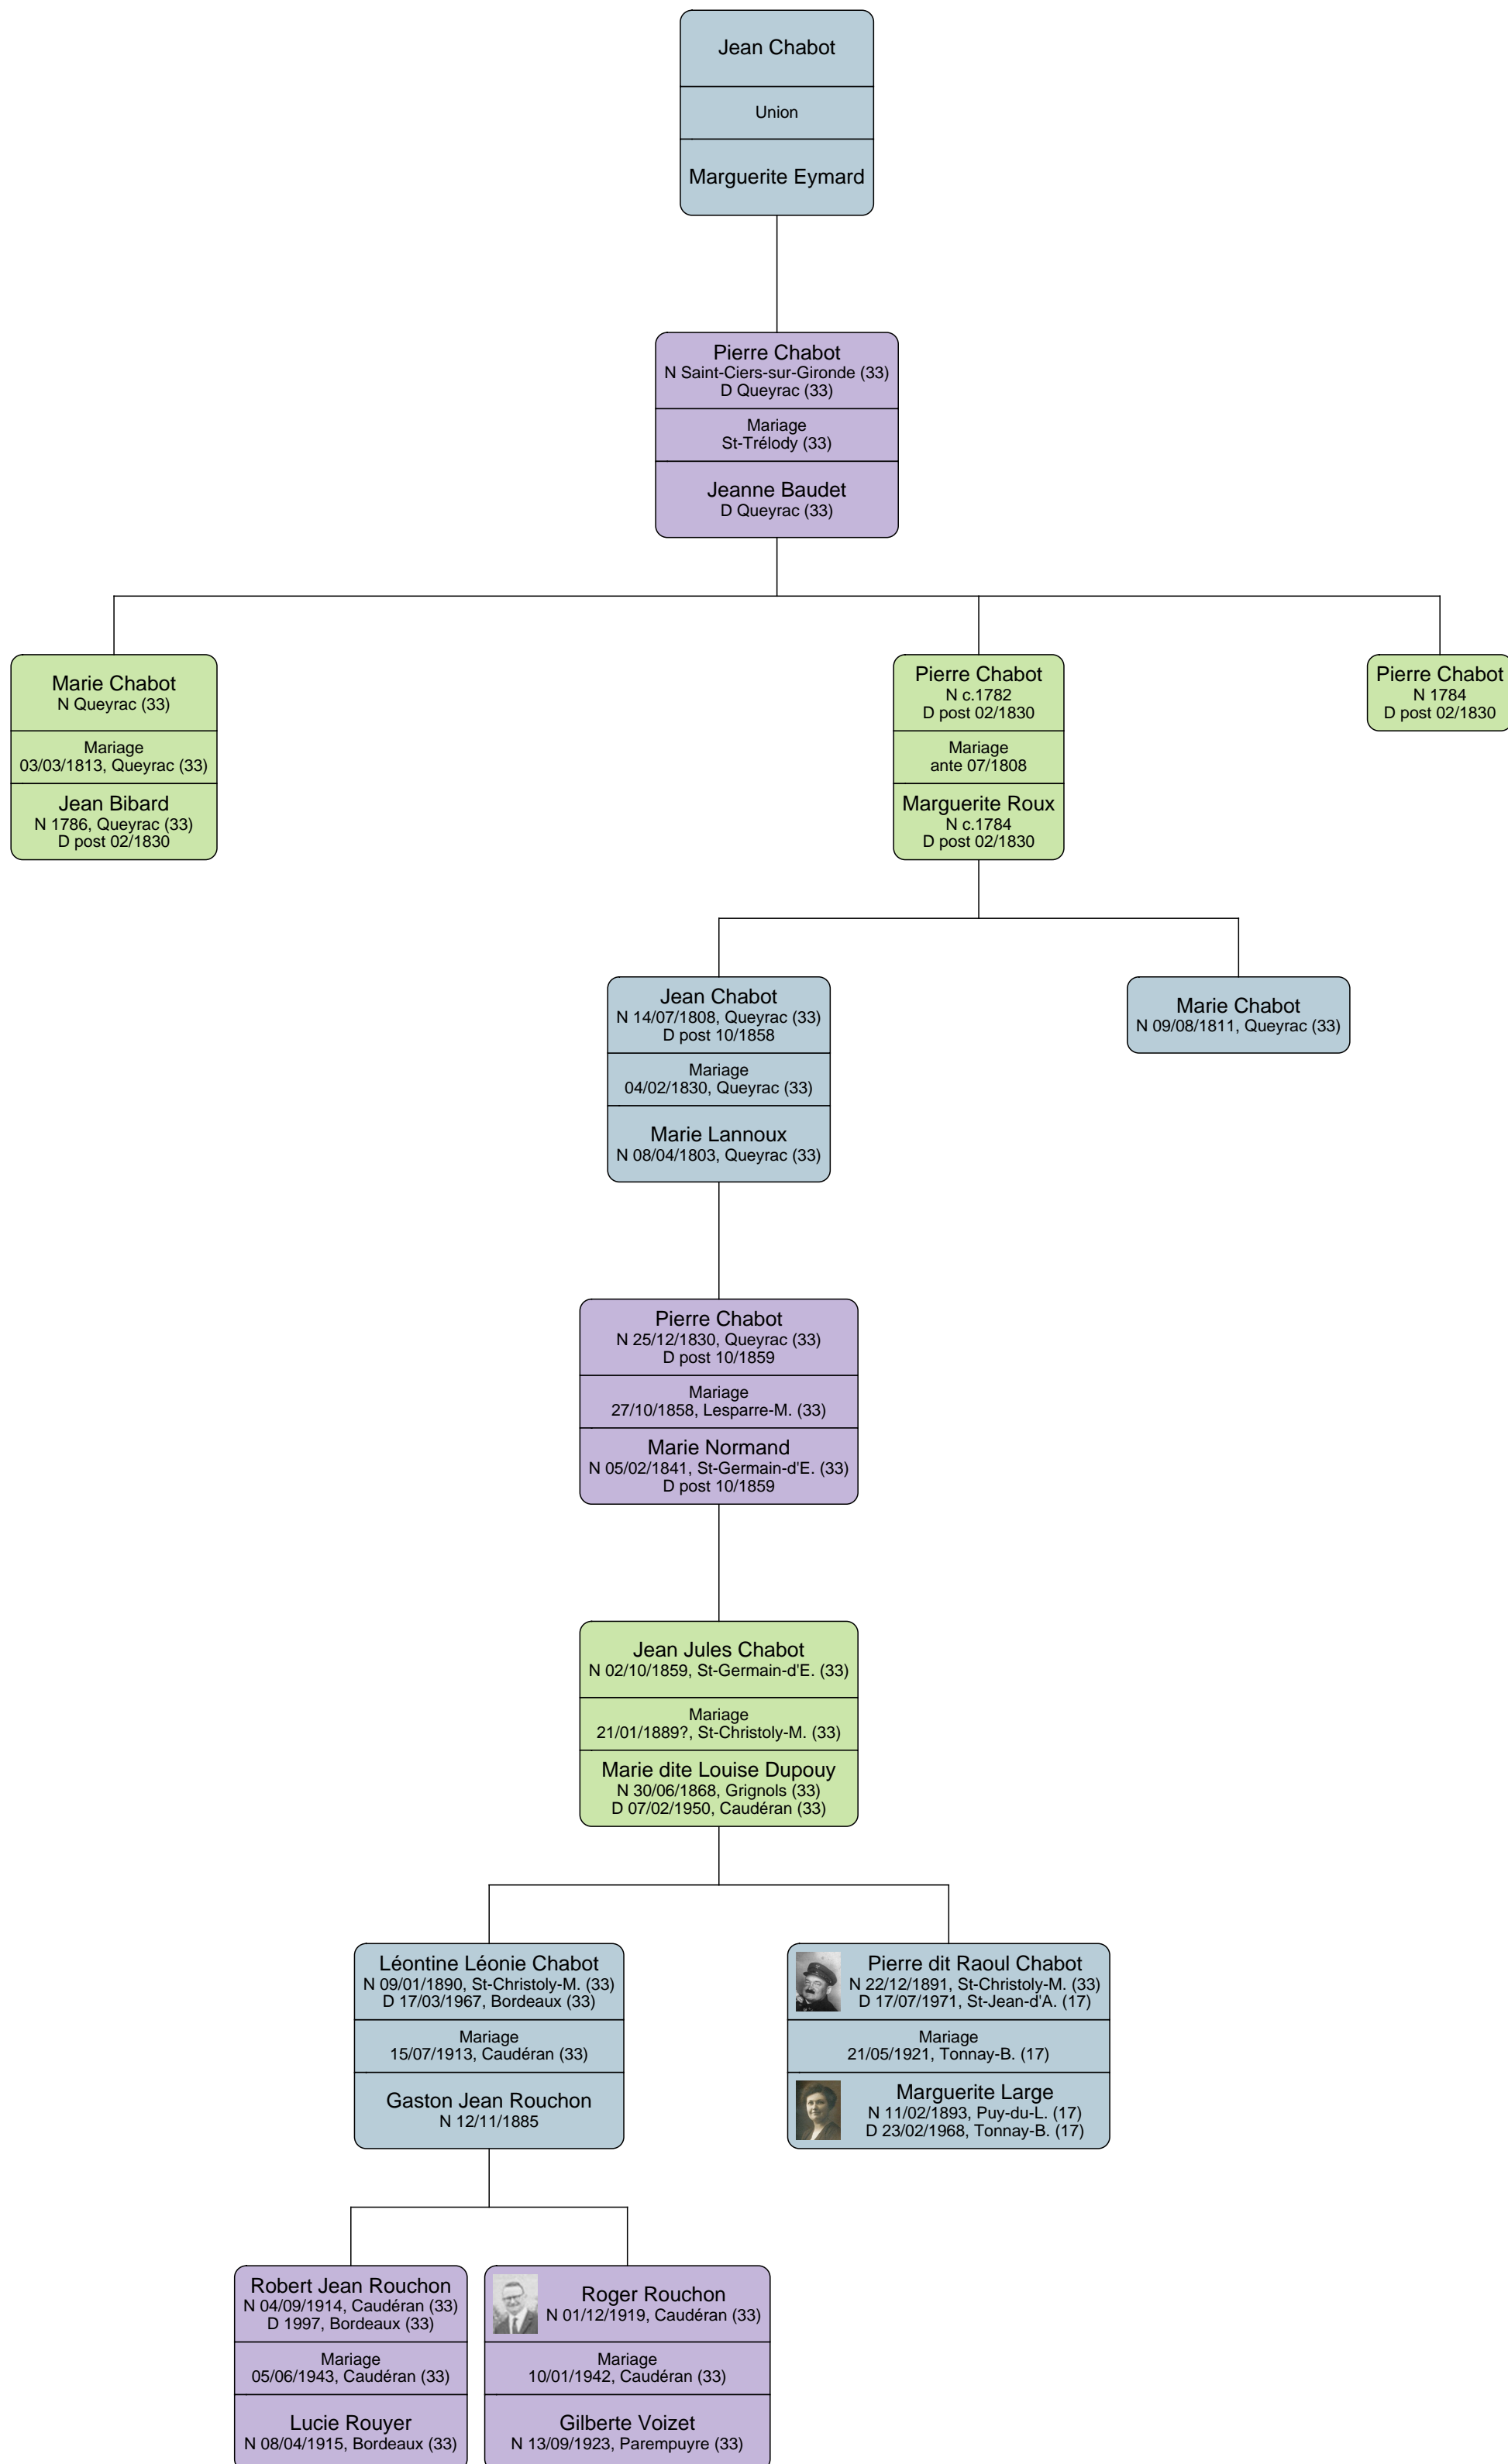 Jean Chabot
Union
Marguerite Eymard
Pierre Chabot
N Saint-Ciers-sur-Gironde (33)
D Queyrac (33)
Mariage
St-Trélody (33)
Jeanne Baudet
D Queyrac (33)
Marie Chabot
N Queyrac (33)
Mariage
03/03/1813, Queyrac (33)
Jean Bibard
N 1786, Queyrac (33)
D post 02/1830
Pierre Chabot
N c.1782
D post 02/1830
Mariage
ante 07/1808
Marguerite Roux
N c.1784
D post 02/1830
Pierre Chabot
N 1784
D post 02/1830
Jean Chabot
N 14/07/1808, Queyrac (33)
D post 10/1858
Mariage
04/02/1830, Queyrac (33)
Marie Lannoux
N 08/04/1803, Queyrac (33)
Marie Chabot
N 09/08/1811, Queyrac (33)
Pierre Chabot
N 25/12/1830, Queyrac (33)
D post 10/1859
Mariage
27/10/1858, Lesparre-M. (33)
Marie Normand
N 05/02/1841, St-Germain-d'E. (33)
D post 10/1859
Jean Jules Chabot
N 02/10/1859, St-Germain-d'E. (33)
Mariage
21/01/1889?, St-Christoly-M. (33)
Marie dite Louise Dupouy
N 30/06/1868, Grignols (33)
D 07/02/1950, Caudéran (33)
Léontine Léonie Chabot
N 09/01/1890, St-Christoly-M. (33)
D 17/03/1967, Bordeaux (33)
Mariage
15/07/1913, Caudéran (33)
Gaston Jean Rouchon
N 12/11/1885
Pierre dit Raoul Chabot
N 22/12/1891, St-Christoly-M. (33)
D 17/07/1971, St-Jean-d'A. (17)
Mariage
21/05/1921, Tonnay-B. (17)
Marguerite Large
N 11/02/1893, Puy-du-L. (17)
D 23/02/1968, Tonnay-B. (17)
Robert Jean Rouchon
N 04/09/1914, Caudéran (33)
D 1997, Bordeaux (33)
Mariage
05/06/1943, Caudéran (33)
Lucie Rouyer
N 08/04/1915, Bordeaux (33)
Roger Rouchon
N 01/12/1919, Caudéran (33)
Mariage
10/01/1942, Caudéran (33)
Gilberte Voizet
N 13/09/1923, Parempuyre (33)